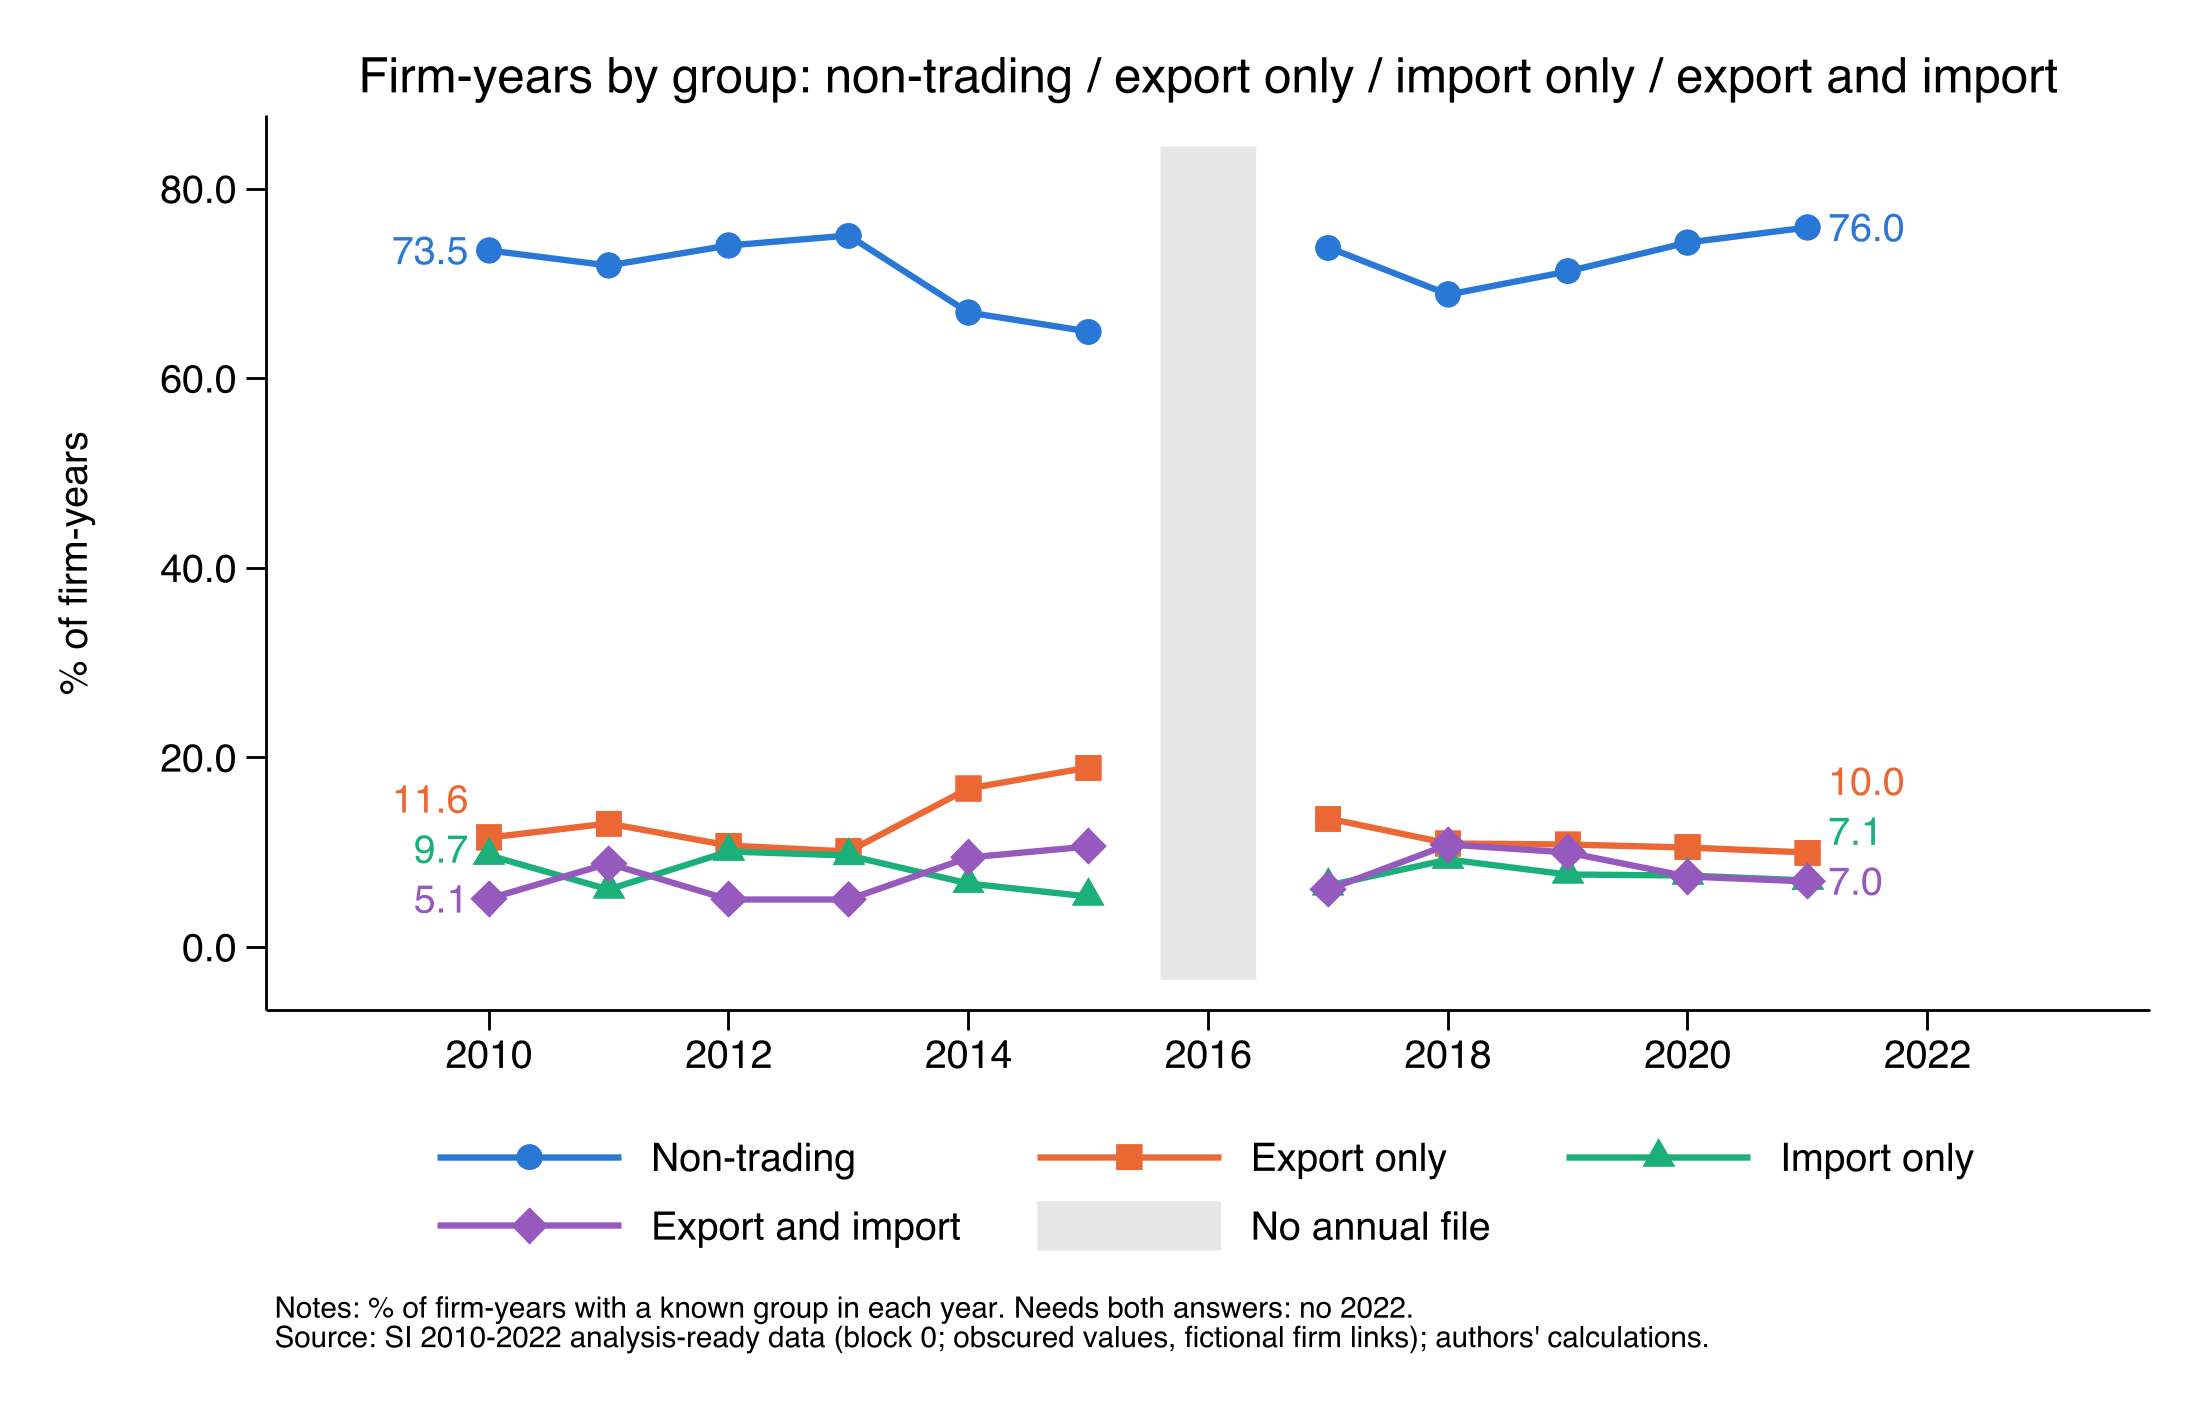 Firm-years by group: non-trading / export only / import only / export and import
% of firm-years
80.0
60.0
40.0
20.0
0.0
73.5
76.0
11.6
9.7
5.1
10.0
7.1
7.0
2010 2012 2014 2016 2018 2020 2022
Non-trading Export only Import only
Export and import No annual file
Notes: % of firm-years with a known group in each year. Needs both answers: no 2022.
Source: SI 2010-2022 analysis-ready data (block 0; obscured values, fictional firm links); authors' calculations.